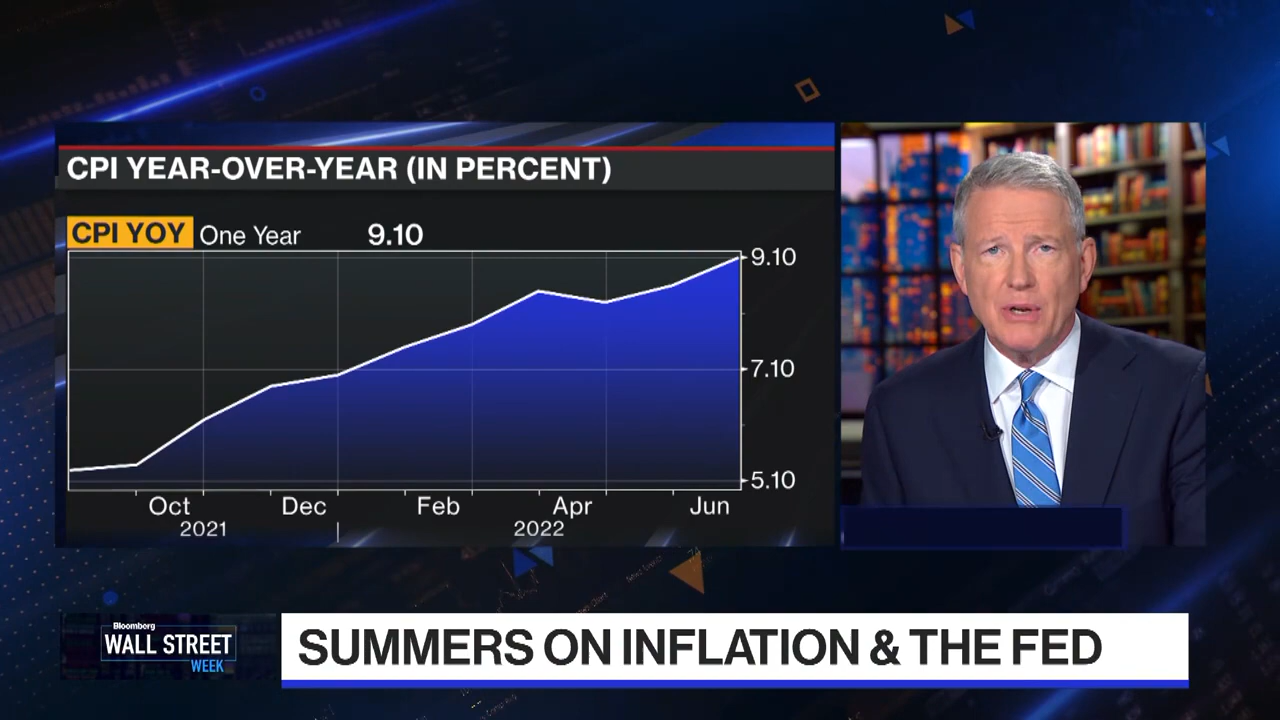 CPI YEAR-OVER-YEAR (IN PERCENT)
CPI YOY One Year 9.10
9.10
7.10
5.10
Oct Dec Feb Apr Jun
2021 2022
Bloomberg
WALL STREET
WEEK
SUMMERS ON INFLATION & THE FED